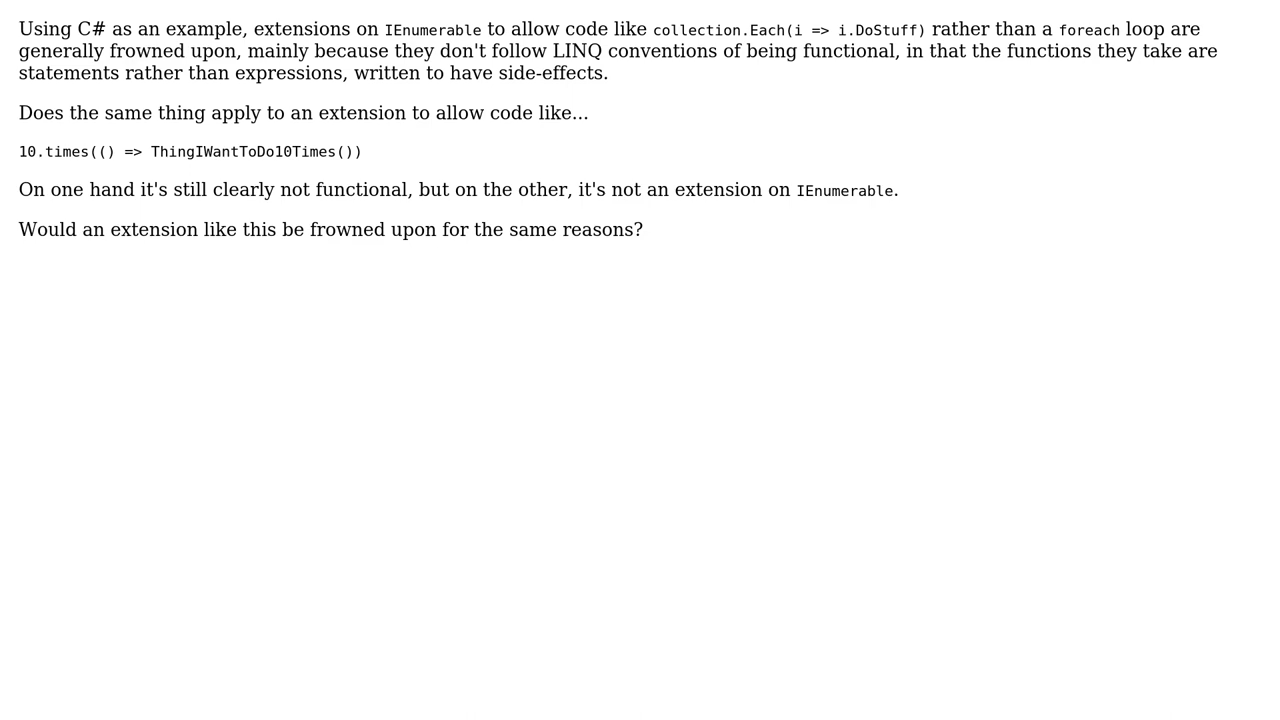 Using C# as an example, extensions on IEnumerable to allow code like collection.Each(i => i.DoStuff) rather than a foreach loop are
generally frowned upon, mainly because they don't follow LINQ conventions of being functional, in that the functions they take are
statements rather than expressions, written to have side-effects.
Does the same thing apply to an extension to allow code like...
10.times(() => ThingIWantToDo10Times())
On one hand it's still clearly not functional, but on the other, it's not an extension on IEnumerable.
Would an extension like this be frowned upon for the same reasons?